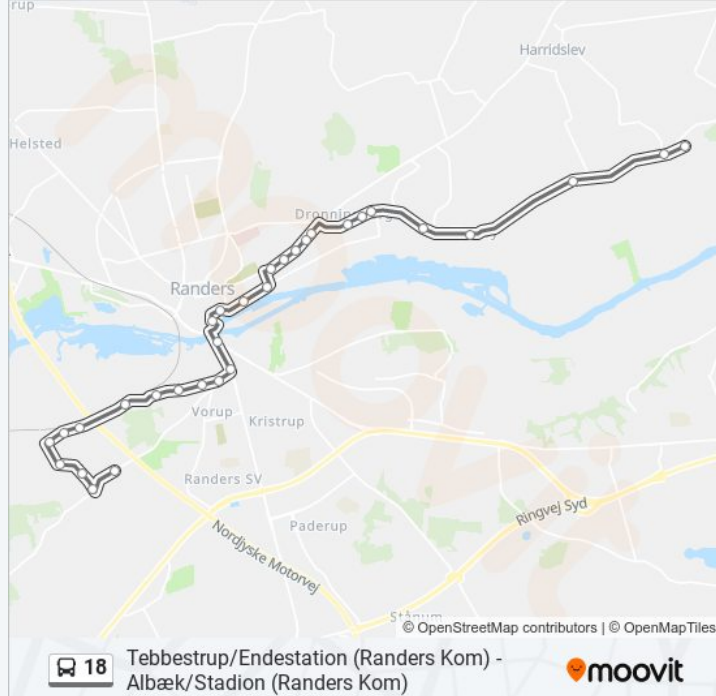 Harridslev
Helsted
Randers
Vorup
Kristrup
Randers SV
Ringvej Syd
Paderup
Nordjyske Motorvej
Stånum
© OpenStreetMap contributors | © OpenMapTiles
18
Tebbestrup/Endestation (Randers Kom) -
Albæk/Stadion (Randers Kom)
moovit